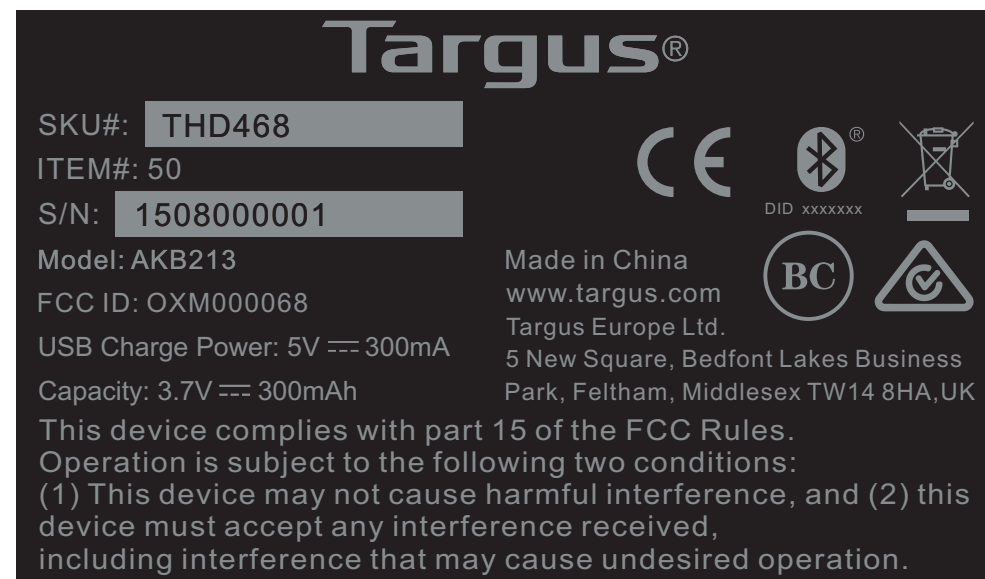 Targus®
SKU#: THD468
ITEM#: 50
S/N: 1508000001
Model: AKB213
FCC ID: OXM000068
USB Charge Power: 5V ⎓ 300mA
Capacity: 3.7V ⎓ 300mAh
CE
®
DID xxxxxxx
BC
Made in China
www.targus.com
Targus Europe Ltd.
5 New Square, Bedfont Lakes Business
Park, Feltham, Middlesex TW14 8HA,UK
This device complies with part 15 of the FCC Rules.
Operation is subject to the following two conditions:
(1) This device may not cause harmful interference, and (2) this
device must accept any interference received,
including interference that may cause undesired operation.